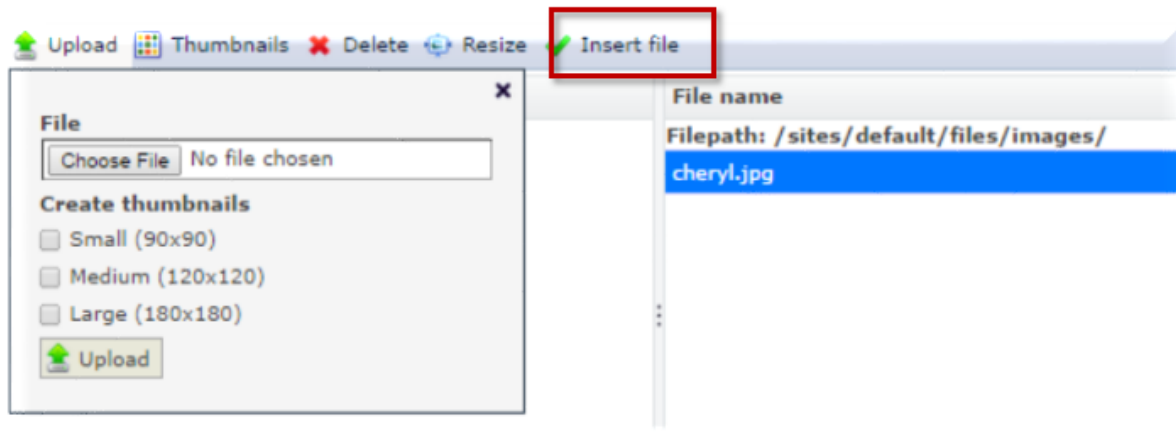 Upload Thumbnails Delete Resize Insert file
File
Choose File No file chosen
Create thumbnails
Small (90x90)
Medium (120x120)
Large (180x180)
Upload
File name
Filepath: /sites/default/files/images/
cheryl.jpg